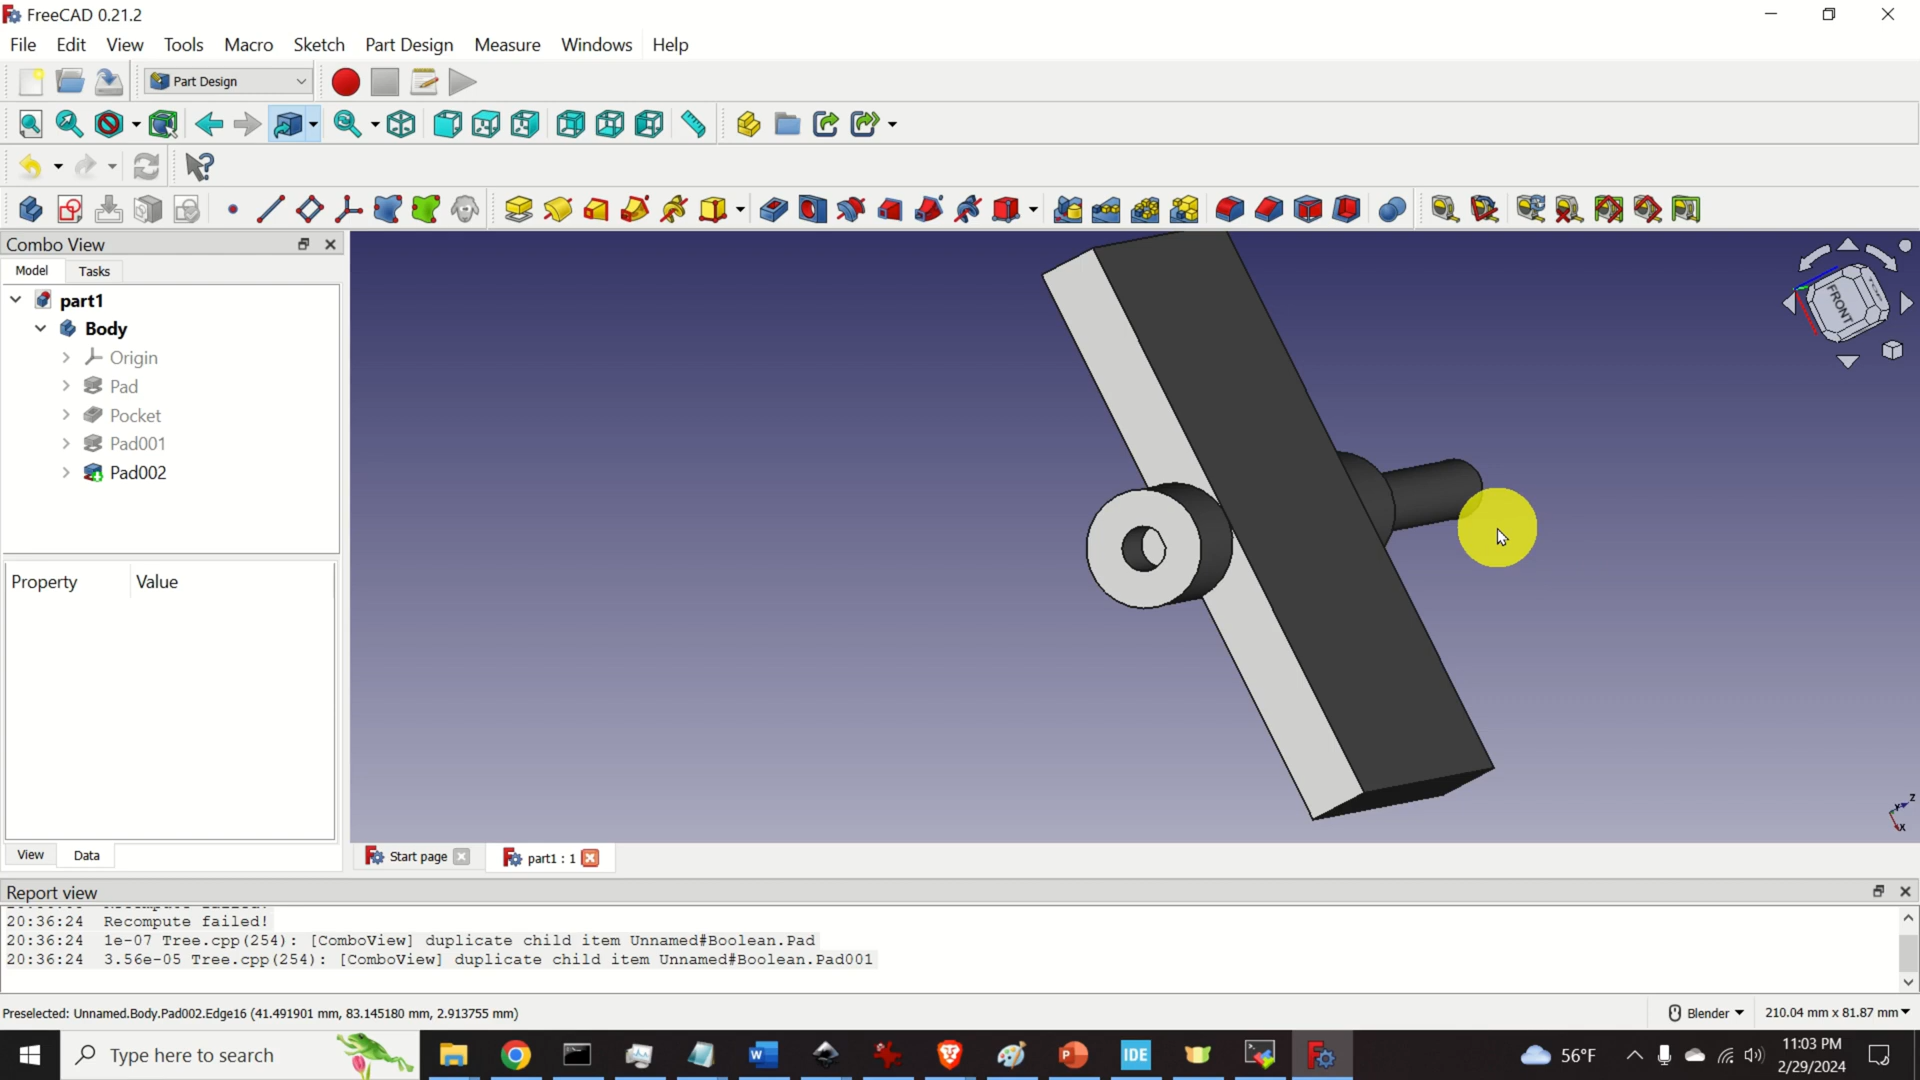 FreeCAD 0.21.2
File Edit View Tools Macro Sketch Part Design Measure Windows Help
Part Design
Combo View
Model Tasks
part1
Body
Origin
Pad
Pocket
Pad001
Pad002
Property Value
View Data
FRONT
Z
X
Start page
part1 : 1
Report view
20:36:24 Recompute failed!
20:36:24 1e-07 Tree.cpp(254): [ComboView] duplicate child item Unnamed#Boolean.Pad
20:36:24 3.56e-05 Tree.cpp(254): [ComboView] duplicate child item Unnamed#Boolean.Pad001
Preselected: Unnamed.Body.Pad002.Edge16 (41.491901 mm, 83.145180 mm, 2.913755 mm)
Blender 210.04 mm x 81.87 mm
Type here to search
IDE
56°F
11:03 PM
2/29/2024